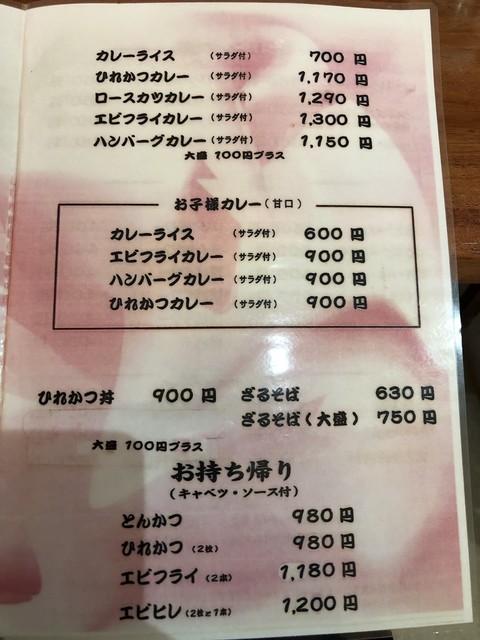 カレーライス (サラダ付) 700 円
ひれかつカレー (サラダ付) 1,170 円
ロースカツカレー (サラダ付) 1,290 円
エビフライカレー (サラダ付) 1,300 円
ハンバーグカレー (サラダ付) 1,150 円
大盛 100円プラス
お子様カレー(甘口)
カレーライス (サラダ付) 600 円
エビフライカレー (サラダ付) 900 円
ハンバーグカレー (サラダ付) 900 円
ひれかつカレー (サラダ付) 900 円
ひれかつ丼 900 円 ざるそば 630 円
ざるそば(大盛) 750 円
大盛 100円プラス
お持ち帰り
(キャベツ・ソース付)
とんかつ 980 円
ひれかつ (2枚) 980 円
エビフライ (2本) 1,180 円
エビヒレ (2枚と1本) 1,200 円